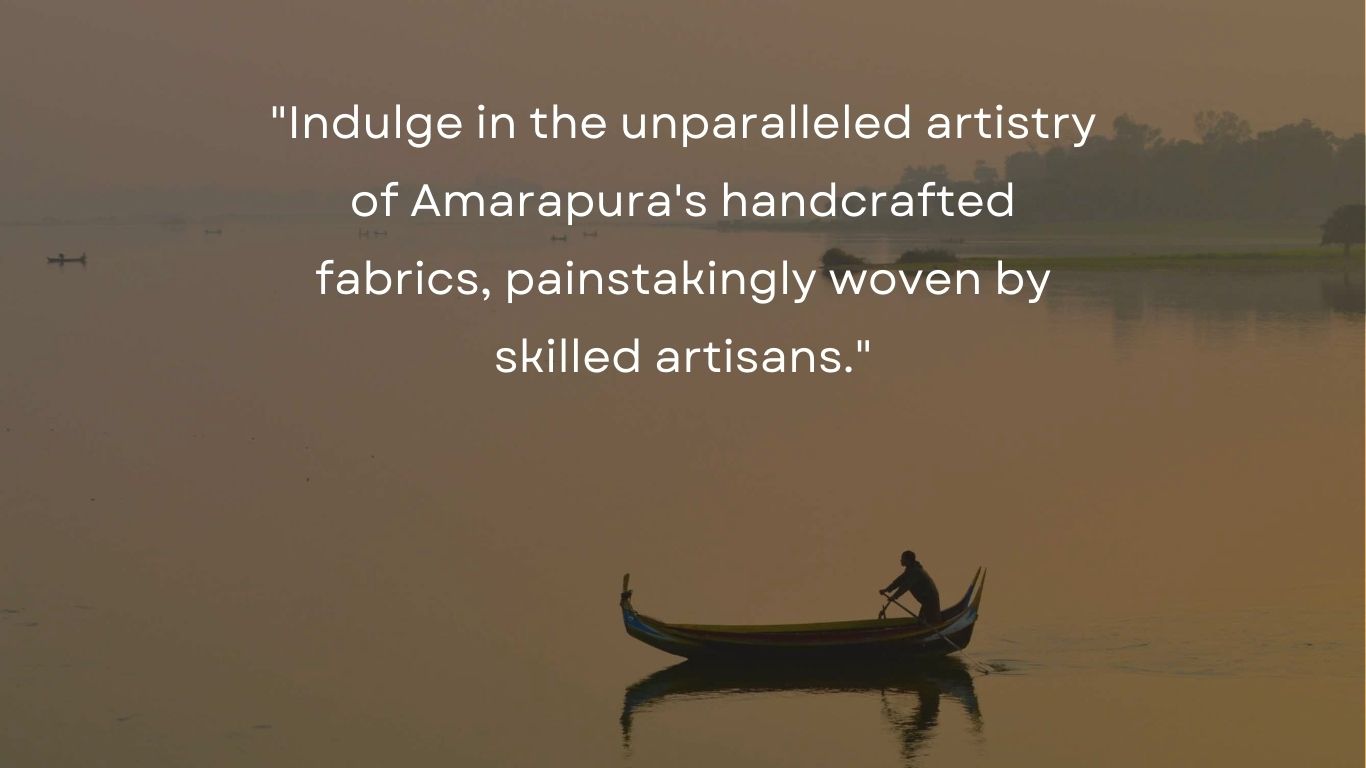 "Indulge in the unparalleled artistry
of Amarapura's handcrafted
fabrics, painstakingly woven by
skilled artisans."